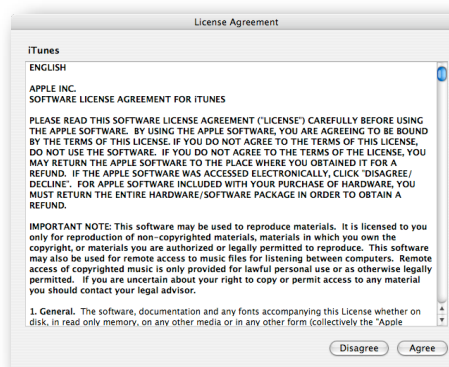 License Agreement
iTunes
ENGLISH
APPLE INC.
SOFTWARE LICENSE AGREEMENT FOR iTUNES
PLEASE READ THIS SOFTWARE LICENSE AGREEMENT ("LICENSE") CAREFULLY BEFORE USING
THE APPLE SOFTWARE.  BY USING THE APPLE SOFTWARE, YOU ARE AGREEING TO BE BOUND
BY THE TERMS OF THIS LICENSE. IF YOU DO NOT AGREE TO THE TERMS OF THIS LICENSE,
DO NOT USE THE SOFTWARE.  IF YOU DO NOT AGREE TO THE TERMS OF THE LICENSE, YOU
MAY RETURN THE APPLE SOFTWARE TO THE PLACE WHERE YOU OBTAINED IT FOR A
REFUND.  IF THE APPLE SOFTWARE WAS ACCESSED ELECTRONICALLY, CLICK "DISAGREE/
DECLINE".  FOR APPLE SOFTWARE INCLUDED WITH YOUR PURCHASE OF HARDWARE, YOU
MUST RETURN THE ENTIRE HARDWARE/SOFTWARE PACKAGE IN ORDER TO OBTAIN A
REFUND.
IMPORTANT NOTE: This software may be used to reproduce materials.  It is licensed to you
only for reproduction of non-copyrighted materials, materials in which you own the
copyright, or materials you are authorized or legally permitted to reproduce.  This software
may also be used for remote access to music files for listening between computers.  Remote
access of copyrighted music is only provided for lawful personal use or as otherwise legally
permitted.  If you are uncertain about your right to copy or permit access to any material
you should contact your legal advisor.
1. General.  The software, documentation and any fonts accompanying this License whether on
disk, in read only memory, on any other media or in any other form (collectively the "Apple
Disagree
Agree